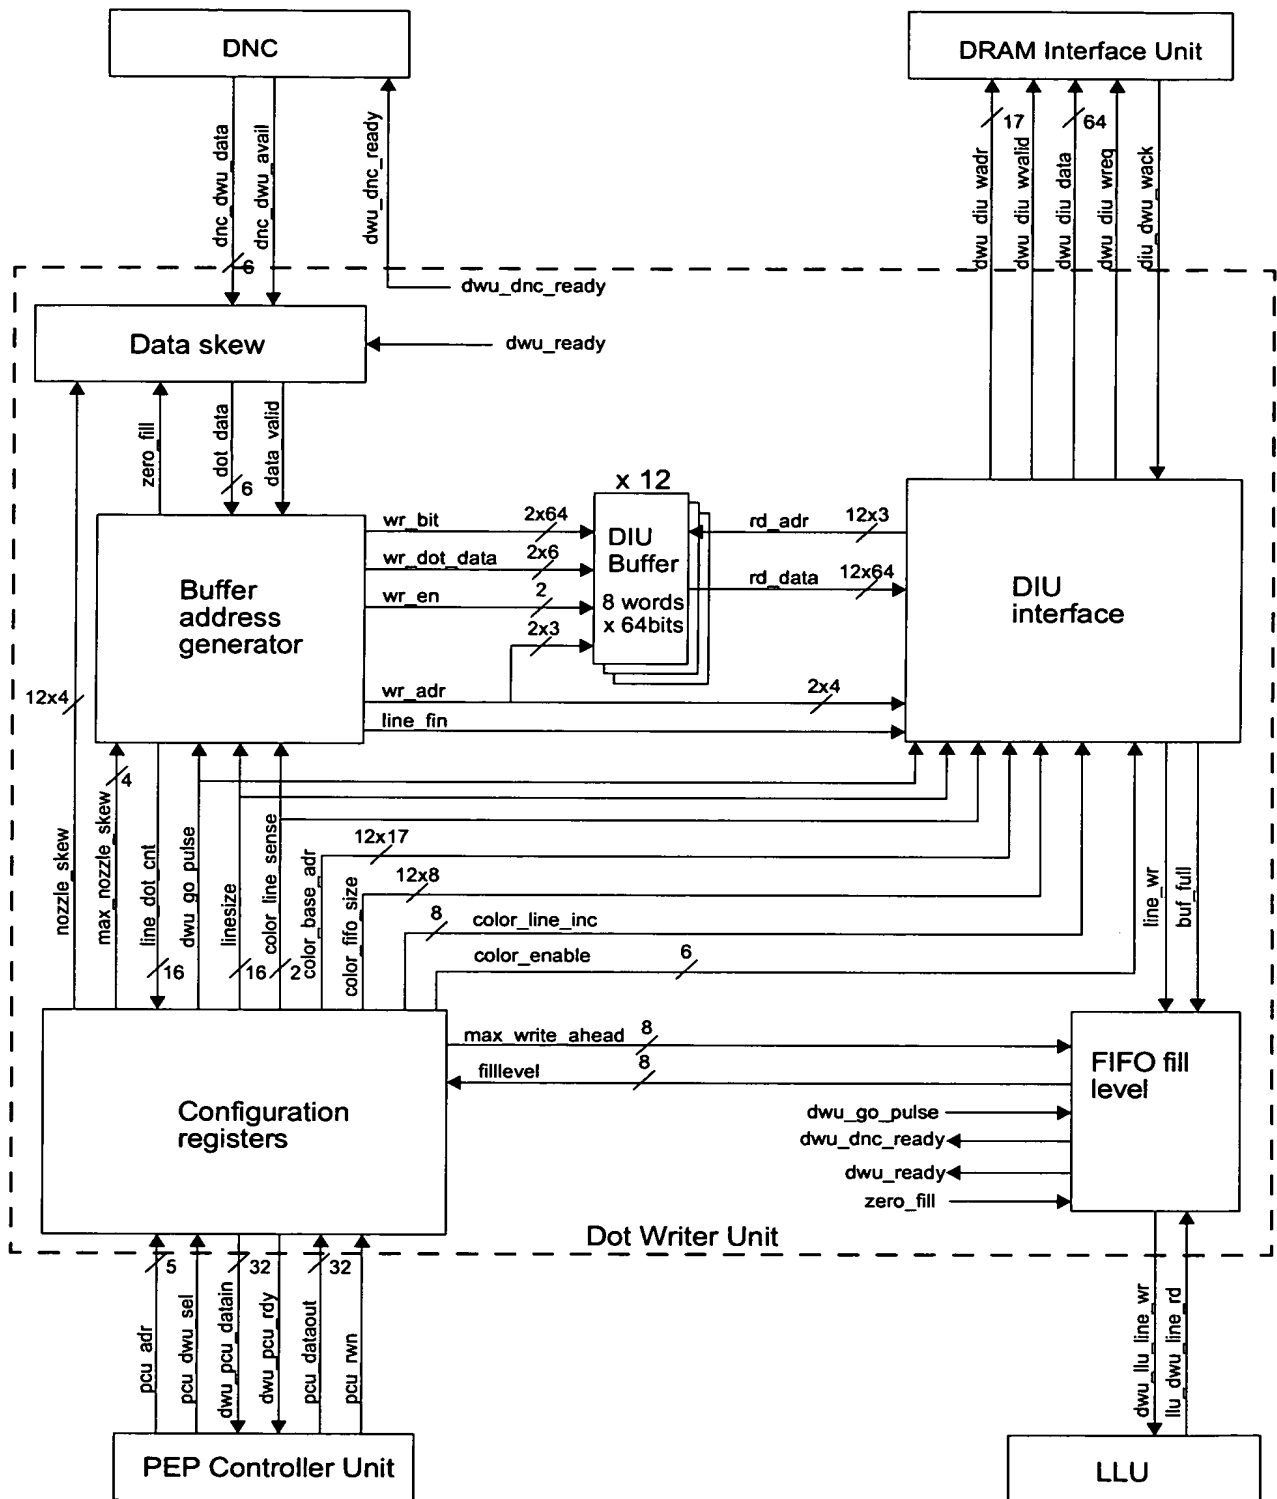 DNC
DRAM Interface Unit
dnc_dwu_data
dnc_dwu_avail
dwu_dnc_ready
6
17
64
dwu_diu_wadr
dwu_diu_wvalid
dwu_diu_data
dwu_diu_wreq
diu_dwu_wack
dwu_dnc_ready
Data skew
dwu_ready
zero_fill
dot_data
data_valid
6
x 12
DIU
Buffer
8 words
x 64bits
wr_bit
2x64
wr_dot_data
2x6
wr_en
2
2x3
wr_adr
2x4
line_fin
rd_adr
12x3
rd_data
12x64
Buffer
address
generator
DIU
interface
12x4
nozzle_skew
4
max_nozzle_skew
line_dot_cnt
16
dwu_go_pulse
linesize
16
color_line_sense
2
color_base_adr
12x17
color_fifo_size
12x8
8
color_line_inc
color_enable
6
line_wr
buf_full
max_write_ahead
8
filllevel
8
Configuration
registers
FIFO fill
level
dwu_go_pulse
dwu_dnc_ready
dwu_ready
zero_fill
Dot Writer Unit
5
32
32
pcu_adr
pcu_dwu_sel
dwu_pcu_datain
dwu_pcu_rdy
pcu_dataout
pcu_rwn
dwu_llu_line_wr
llu_dwu_line_rd
PEP Controller Unit
LLU